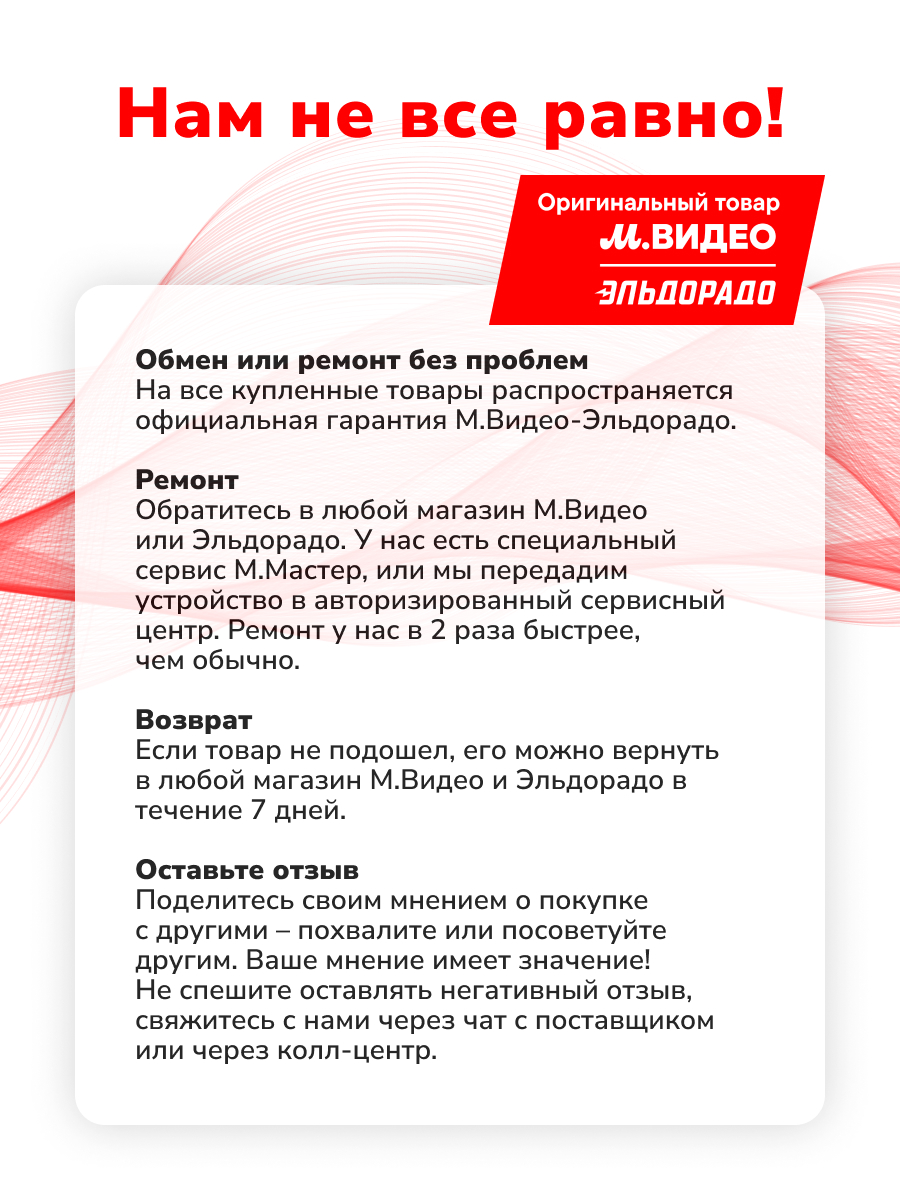 Нам не все равно!
Оригинальный товар
м.ВИДЕО
ЭЛЬДОРАДО
Обмен или ремонт без проблем
На все купленные товары распространяется
официальная гарантия М.Видео-Эльдорадо.
Ремонт
Обратитесь в любой магазин М.Видео
или Эльдорадо. У нас есть специальный
сервис М.Мастер, или мы передадим
устройство в авторизированный сервисный
центр. Ремонт у нас в 2 раза быстрее,
чем обычно.
Возврат
Если товар не подошел, его можно вернуть
в любой магазин М.Видео и Эльдорадо в
течение 7 дней.
Оставьте отзыв
Поделитесь своим мнением о покупке
с другими – похвалите или посоветуйте
другим. Ваше мнение имеет значение!
Не спешите оставлять негативный отзыв,
свяжитесь с нами через чат с поставщиком
или через колл-центр.